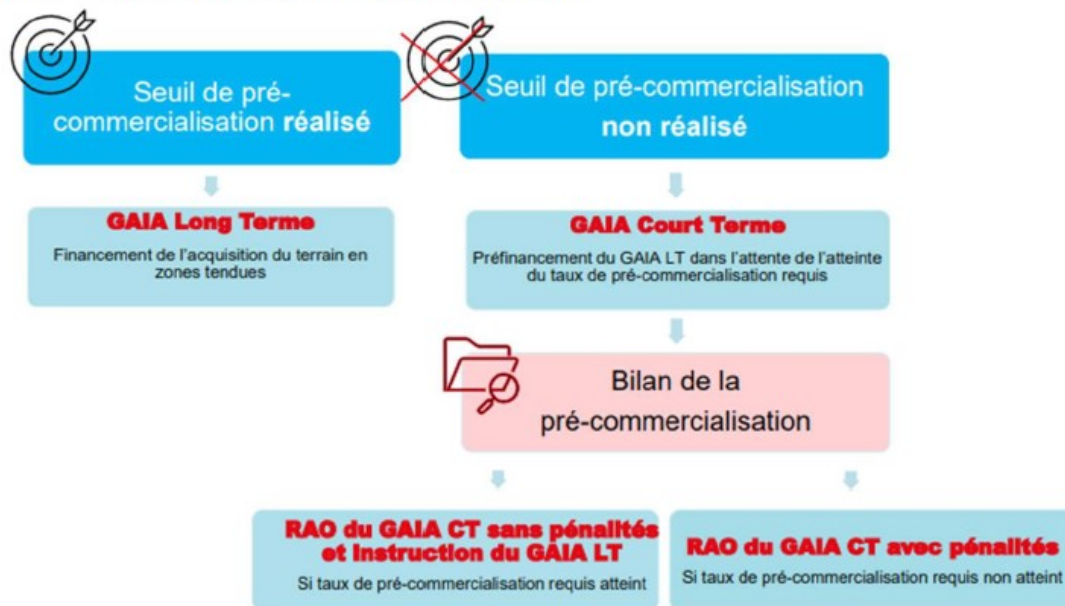 Seuil de pré-
commercialisation réalisé
Seuil de pré-commercialisation
non réalisé
GAIA Long Terme
Financement de l'acquisition du terrain en
zones tendues
GAIA Court Terme
Préfinancement du GAIA LT dans l'attente de l'atteinte
du taux de pré-commercialisation requis
Bilan de la
pré-commercialisation
RAO du GAIA CT sans pénalités
et Instruction du GAIA LT
Si taux de pré-commercialisation requis atteint
RAO du GAIA CT avec pénalités
Si taux de pré-commercialisation requis non atteint